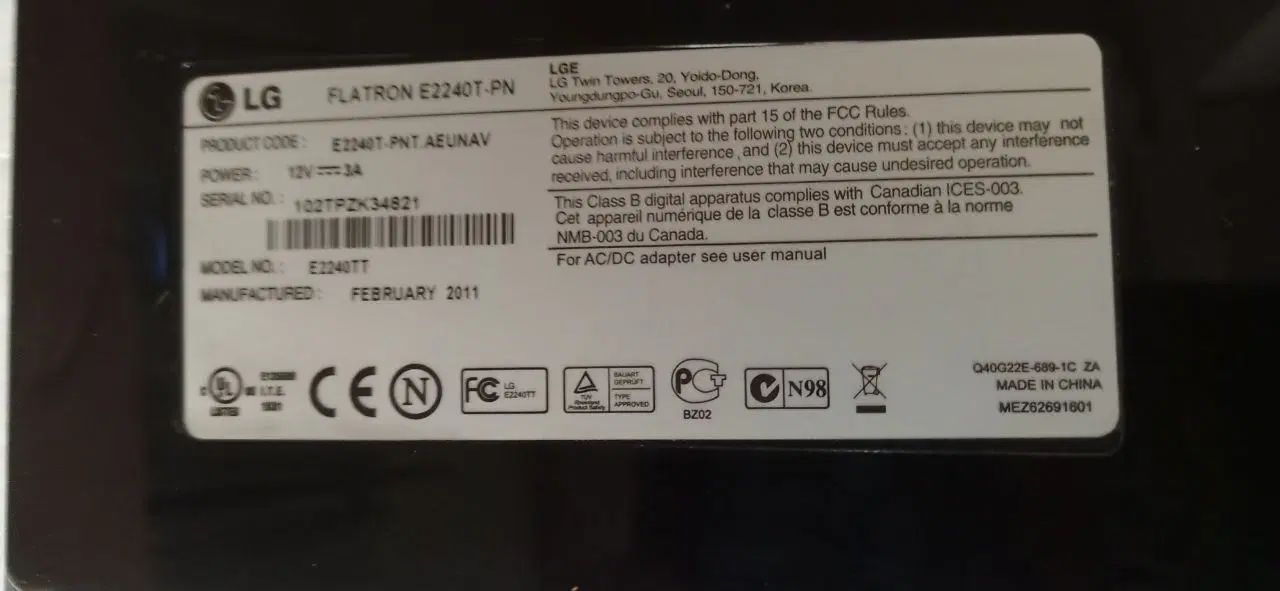 LG FLATRON E2240T-PN
PRODUCT CODE : E2240T-PNT.AEUNAV
POWER : 12V 3A
SERIAL NO. : 102TPZK34821
MODEL NO. : E2240TT
MANUFACTURED : FEBRUARY 2011
LGE
LG Twin Towers, 20, Yoido-Dong,
Youngdungpo-Gu, Seoul, 150-721, Korea.
This device complies with part 15 of the FCC Rules.
Operation is subject to the following two conditions : (1) this device may not
cause harmful interference, and (2) this device must accept any interference
received, including interference that may cause undesired operation.
This Class B digital apparatus complies with Canadian ICES-003.
Cet appareil numérique de la classe B est conforme à la norme
NMB-003 du Canada.
For AC/DC adapter see user manual
UL
LISTED
I.T.E.
CE
N
FC LG
E2240TT
TÜV
Rheinland
Product Safety
BAUART
GEPRÜFT
TYPE
APPROVED
PCT
BZ02
N98
Q40G22E-689-1C ZA
MADE IN CHINA
MEZ62691601